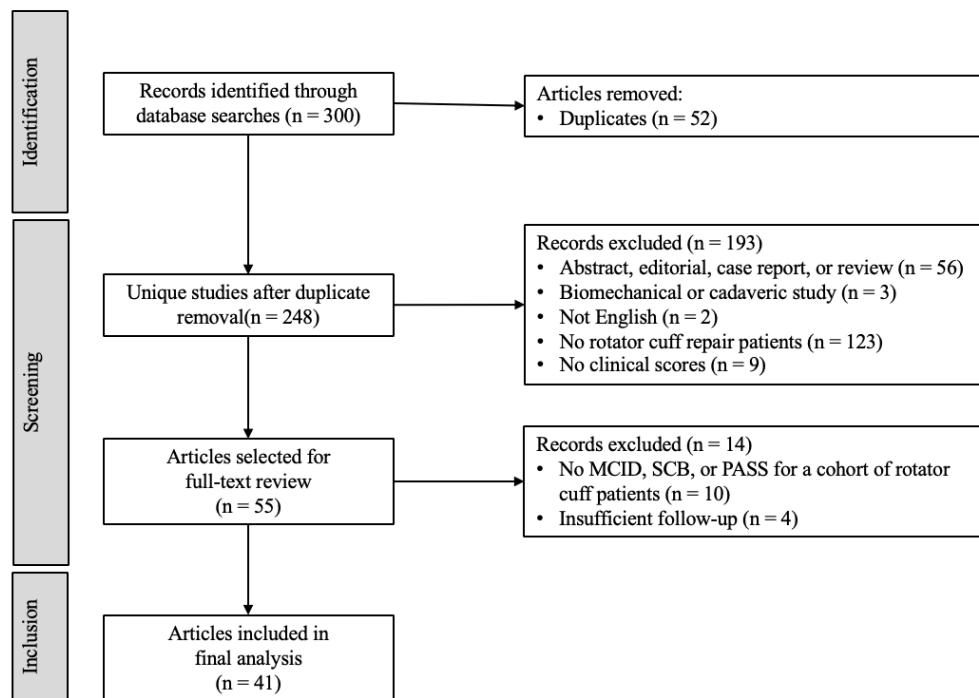 Identification
Records identified through
database searches (n = 300)
Articles removed:
• Duplicates (n = 52)
Screening
Unique studies after duplicate
removal(n = 248)
Records excluded (n = 193)
• Abstract, editorial, case report, or review (n = 56)
• Biomechanical or cadaveric study (n = 3)
• Not English (n = 2)
• No rotator cuff repair patients (n = 123)
• No clinical scores (n = 9)
Articles selected for
full-text review
(n = 55)
Records excluded (n = 14)
• No MCID, SCB, or PASS for a cohort of rotator
cuff patients (n = 10)
• Insufficient follow-up (n = 4)
Inclusion
Articles included in
final analysis
(n = 41)